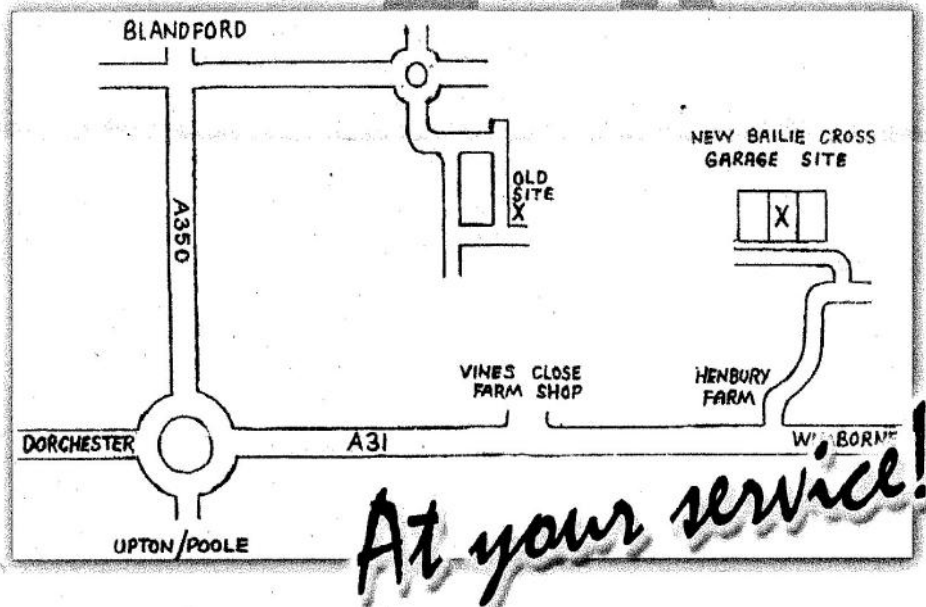 BLANDFORD
NEW BAILIE CROSS
GARAGE SITE
X
OLD
SITE
X
A350
VINES CLOSE
FARM SHOP
HENBURY
FARM
DORCHESTER
A31
WIMBORNE
At your service!
UPTON/POOLE